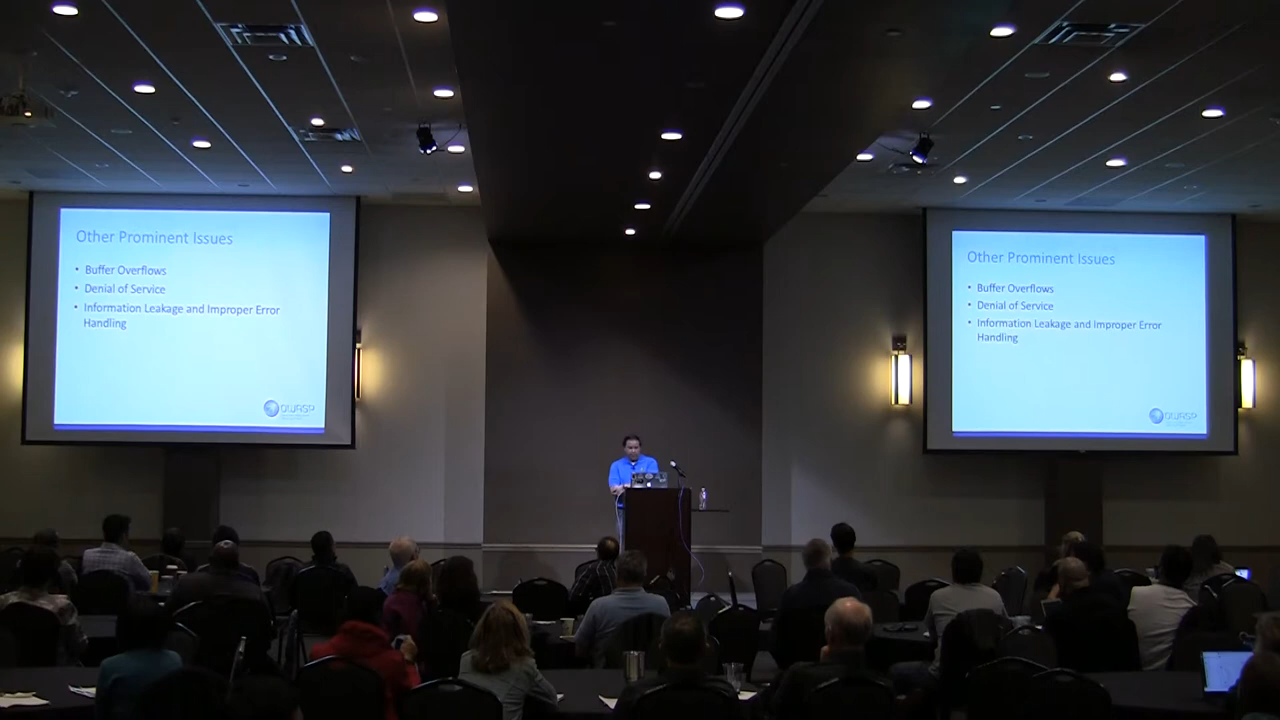 Other Prominent Issues
• Buffer Overflows
• Denial of Service
• Information Leakage and Improper Error
Handling
OWASP
Other Prominent Issues
• Buffer Overflows
• Denial of Service
• Information Leakage and Improper Error
Handling
OWASP